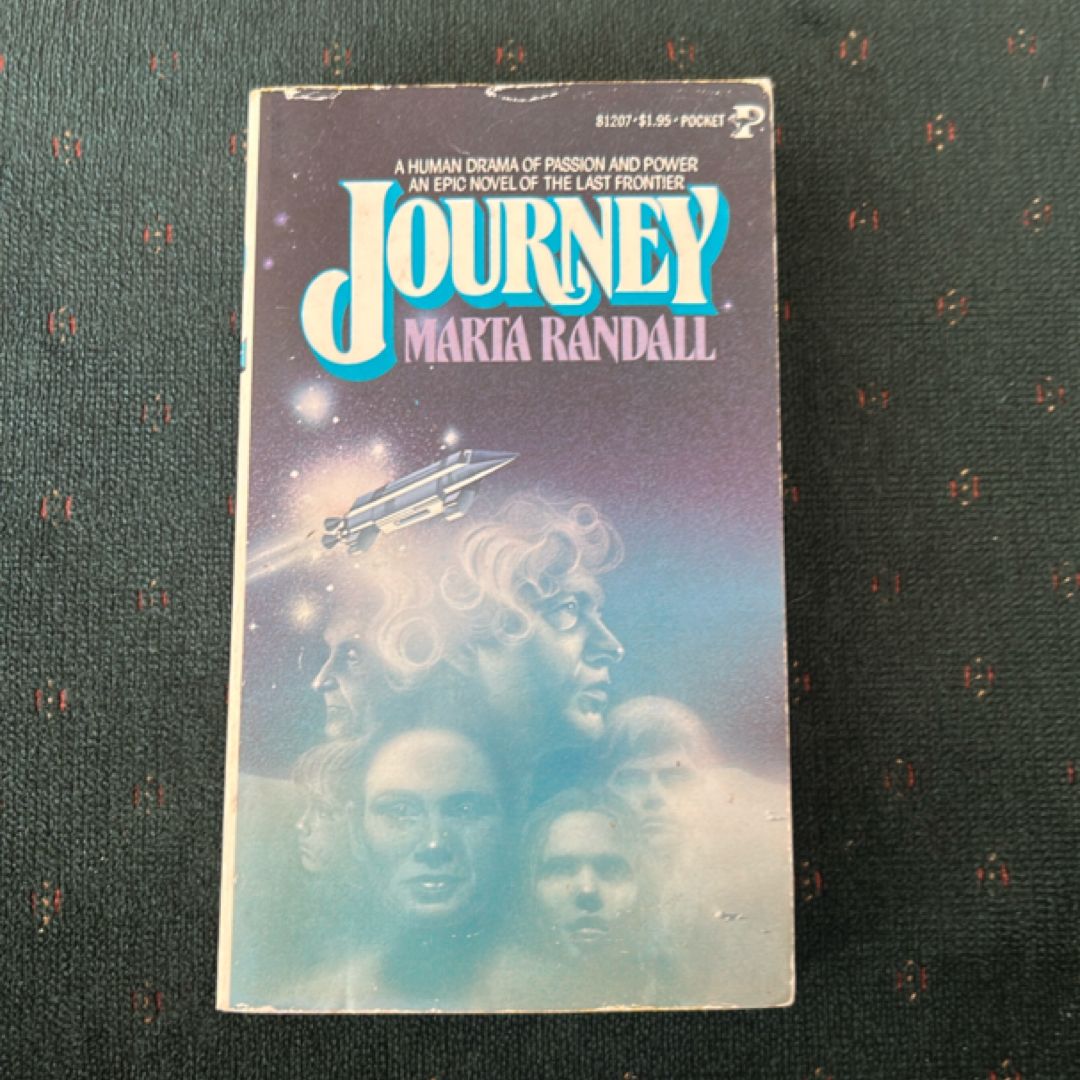 81207•$1.95•POCKET P
A HUMAN DRAMA OF PASSION AND POWER
AN EPIC NOVEL OF THE LAST FRONTIER
JOURNEY
MARTA RANDALL